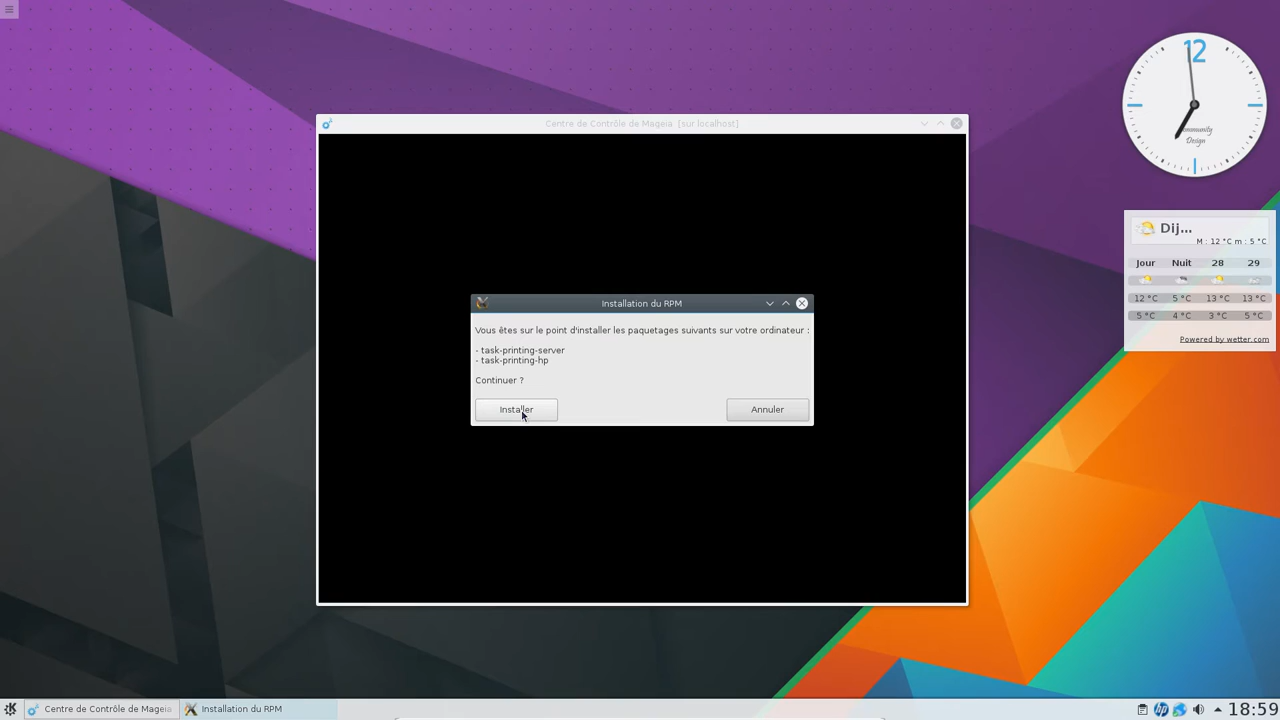 Centre de Contrôle de Mageia [sur localhost]
12
Community
Design
Dij...
M : 12 °C m : 5 °C
Jour Nuit 28 29
12 °C 5 °C 13 °C 13 °C
5 °C 4 °C 3 °C 5 °C
Powered by wetter.com
Installation du RPM
Vous êtes sur le point d'installer les paquetages suivants sur votre ordinateur :
- task-printing-server
- task-printing-hp
Continuer ?
Installer Annuler
Centre de Contrôle de Mageia Installation du RPM hp 18:59